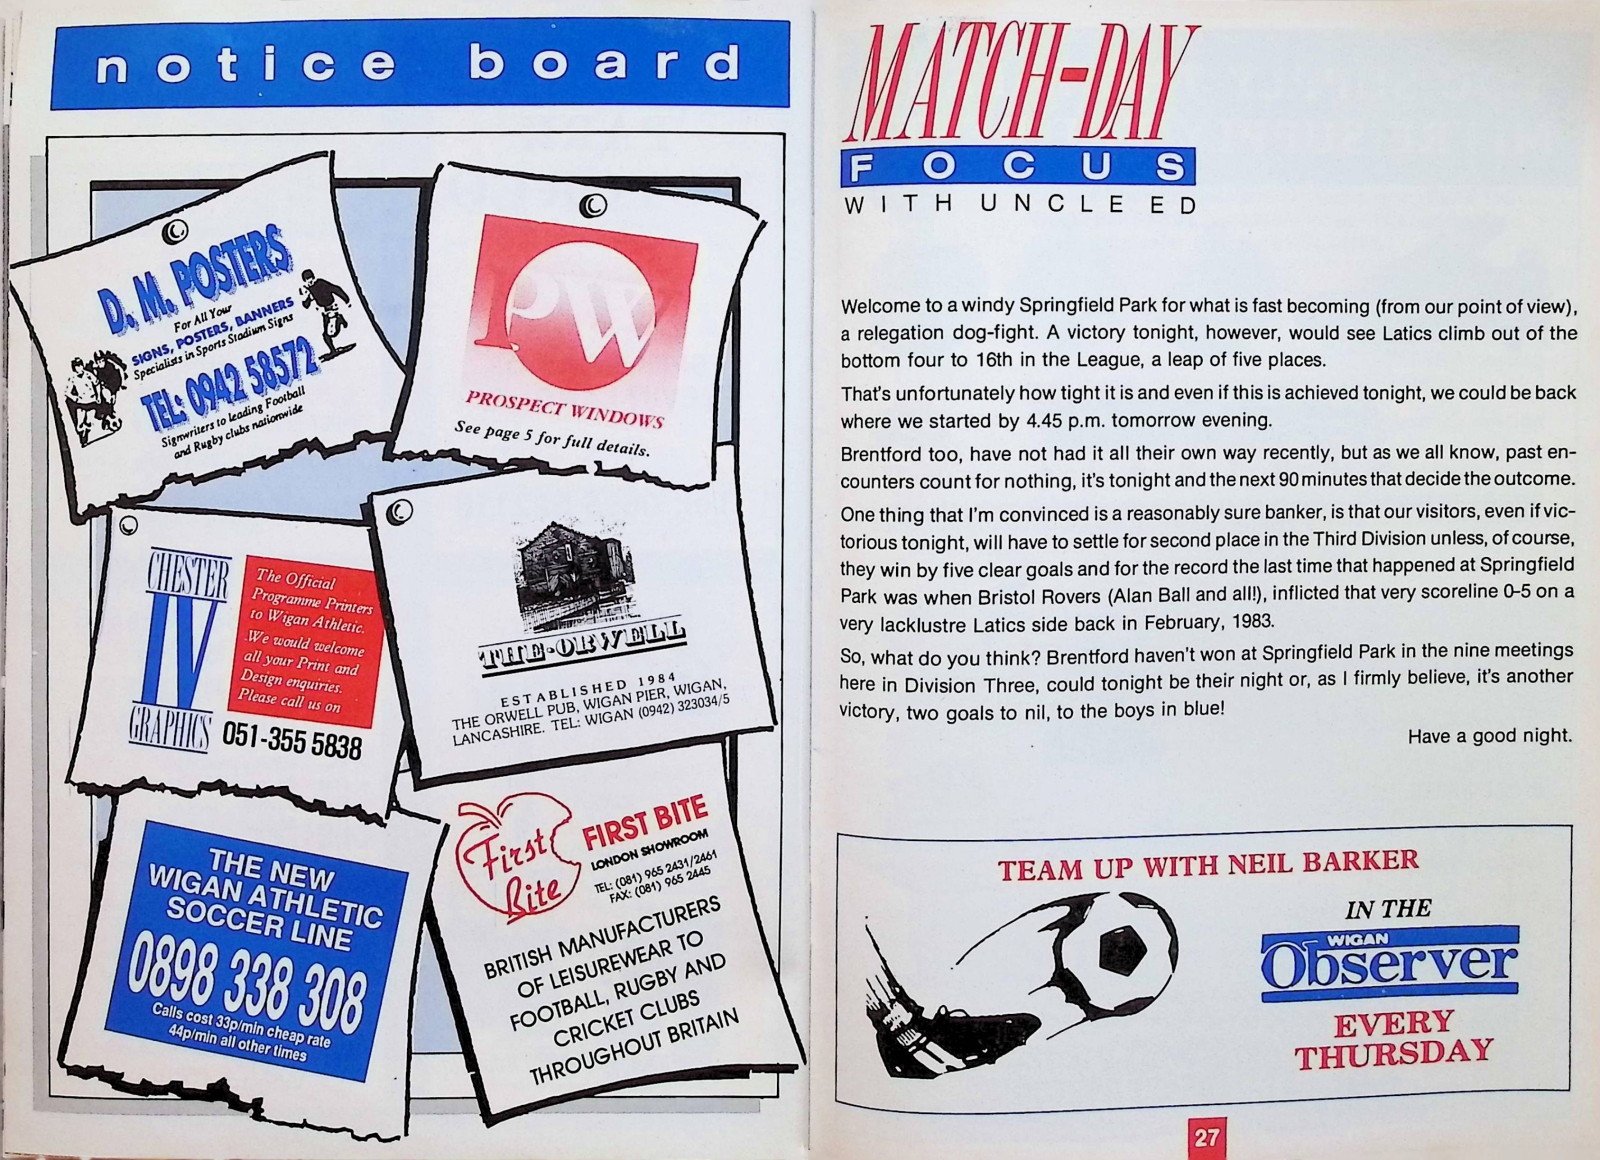 notice board
D. M. POSTERS
For All Your
SIGNS, POSTERS, BANNERS
Specialists in Sports Stadium Signs
TEL: 0942 58572
Signwriters to leading Football
and Rugby clubs nationwide
PW
PROSPECT WINDOWS
See page 5 for full details.
CHESTER
IV
GRAPHICS
The Official
Programme Printers
to Wigan Athletic.
We would welcome
all your Print and
Design enquiries.
Please call us on
051-355 5838
THE·ORWELL
ESTABLISHED 1984
THE ORWELL PUB, WIGAN PIER, WIGAN,
LANCASHIRE. TEL: WIGAN (0942) 323034/5
THE NEW
WIGAN ATHLETIC
SOCCER LINE
0898 338 308
Calls cost 33p/min cheap rate
44p/min all other times
First
Bite
FIRST BITE
LONDON SHOWROOM
TEL: (081) 965 2431/2461
FAX: (081) 965 2445
BRITISH MANUFACTURERS
OF LEISUREWEAR TO
FOOTBALL, RUGBY AND
CRICKET CLUBS
THROUGHOUT BRITAIN
MATCH-DAY
FOCUS
WITH UNCLE ED
Welcome to a windy Springfield Park for what is fast becoming (from our point of view),
a relegation dog-fight. A victory tonight, however, would see Latics climb out of the
bottom four to 16th in the League, a leap of five places.
That's unfortunately how tight it is and even if this is achieved tonight, we could be back
where we started by 4.45 p.m. tomorrow evening.
Brentford too, have not had it all their own way recently, but as we all know, past en-
counters count for nothing, it's tonight and the next 90 minutes that decide the outcome.
One thing that I'm convinced is a reasonably sure banker, is that our visitors, even if vic-
torious tonight, will have to settle for second place in the Third Division unless, of course,
they win by five clear goals and for the record the last time that happened at Springfield
Park was when Bristol Rovers (Alan Ball and all!), inflicted that very scoreline 0-5 on a
very lacklustre Latics side back in February, 1983.
So, what do you think? Brentford haven't won at Springfield Park in the nine meetings
here in Division Three, could tonight be their night or, as I firmly believe, it's another
victory, two goals to nil, to the boys in blue!
Have a good night.
TEAM UP WITH NEIL BARKER
IN THE
WIGAN
Observer
EVERY
THURSDAY
27